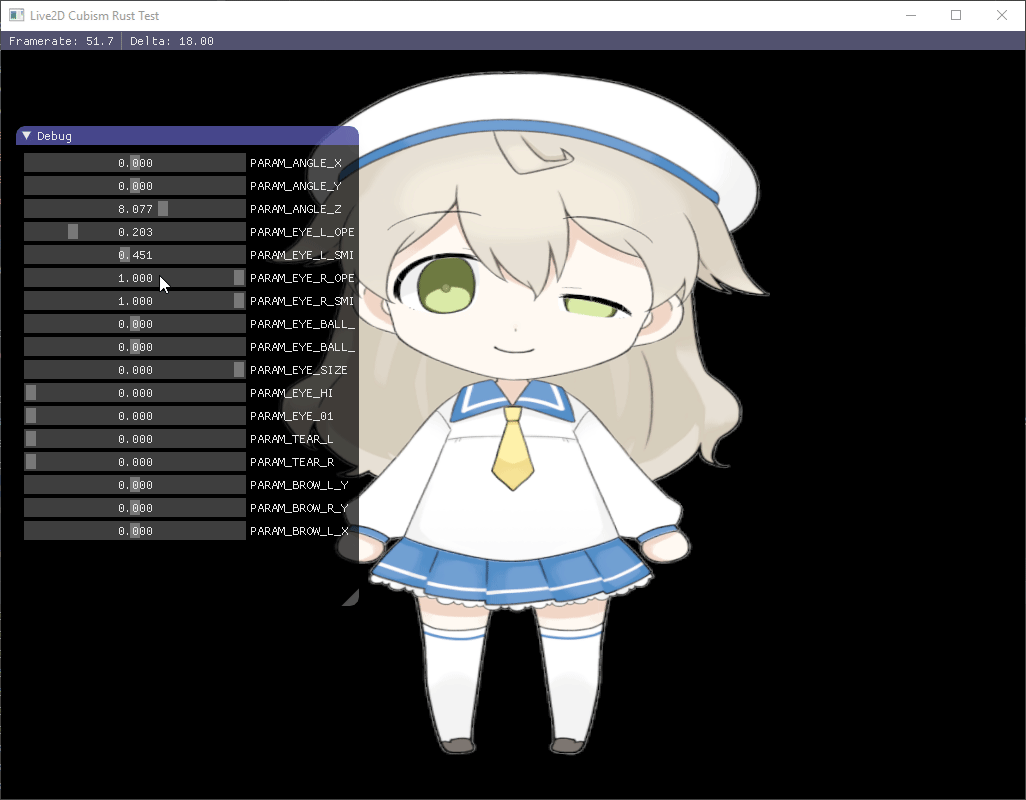 Live2D Cubism Rust Test
Framerate: 51.7 Delta: 18.00
Debug
0.000 PARAM_ANGLE_X
0.000 PARAM_ANGLE_Y
8.077 PARAM_ANGLE_Z
0.203 PARAM_EYE_L_OPE
0.451 PARAM_EYE_L_SMI
1.000 PARAM_EYE_R_OPE
1.000 PARAM_EYE_R_SMI
0.000 PARAM_EYE_BALL_
0.000 PARAM_EYE_BALL_
0.000 PARAM_EYE_SIZE
0.000 PARAM_EYE_HI
0.000 PARAM_EYE_01
0.000 PARAM_TEAR_L
0.000 PARAM_TEAR_R
0.000 PARAM_BROW_L_Y
0.000 PARAM_BROW_R_Y
0.000 PARAM_BROW_L_X